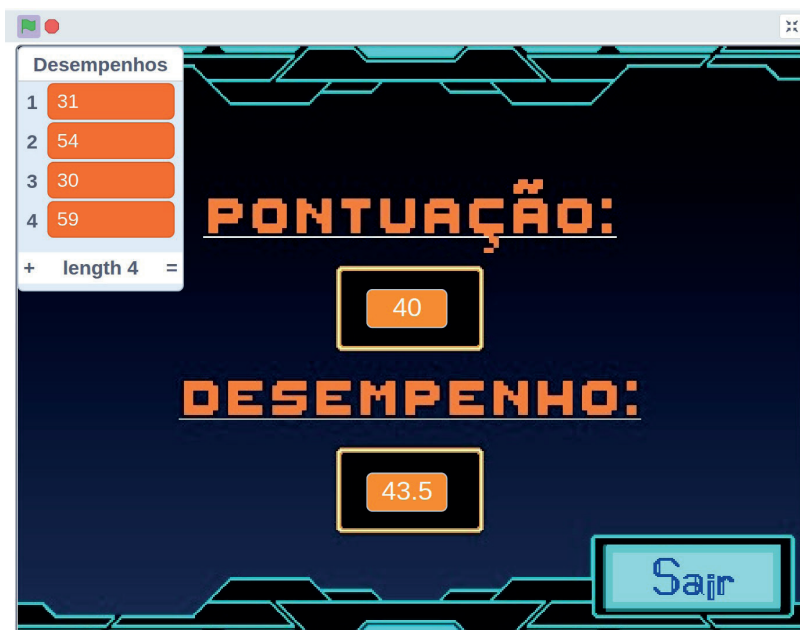 Desempenhos
1 31
2 54
3 30
4 59
+ length 4 =
PONTUAÇÃO:
40
DESEMPENHO:
43.5
Sair